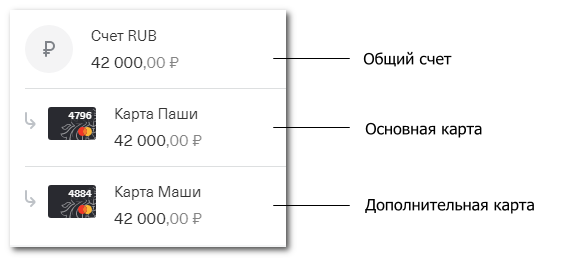 ₽
Счет RUB
42 000,00 ₽
Общий счет
4796
Карта Паши
42 000,00 ₽
Основная карта
4884
Карта Маши
42 000,00 ₽
Дополнительная карта